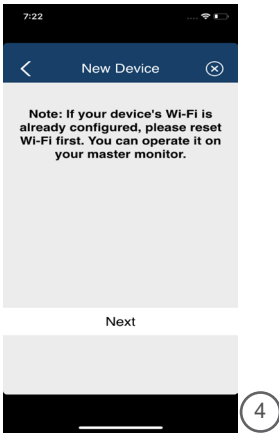 7:22
New Device
Note: If your device's Wi-Fi is
already configured, please reset
Wi-Fi first. You can operate it on
your master monitor.
Next
4